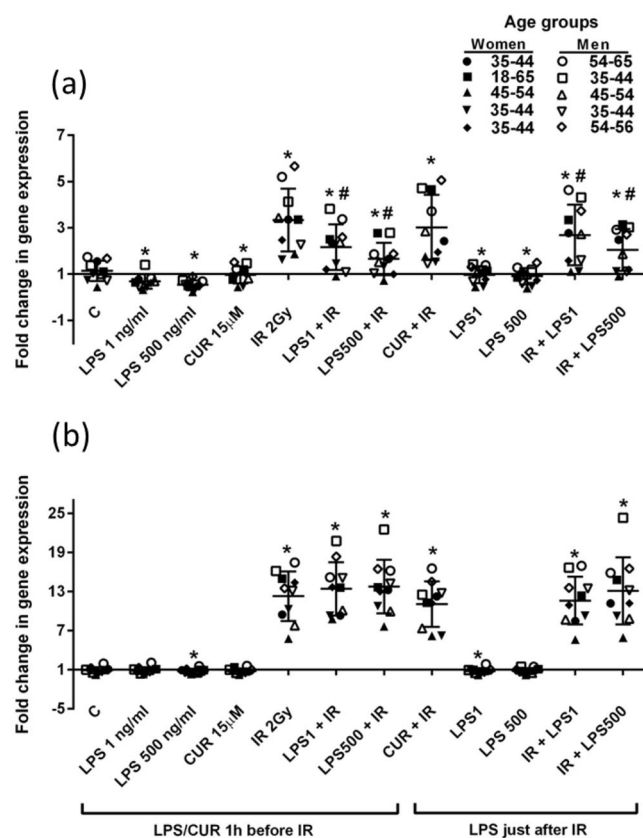 Age groups
Women Men
35-44 54-65
18-65 35-44
45-54 45-54
35-44 35-44
35-44 54-56
(a)
Fold change in gene expression
7
5
3
1
-1
* * * * * # * # * * * * # * #
C
LPS 1 ng/ml
LPS 500 ng/ml
CUR 15μM
IR 2Gy
LPS1 + IR
LPS500 + IR
CUR + IR
LPS1
LPS 500
IR + LPS1
IR + LPS500
(b)
Fold change in gene expression
25
19
13
7
1
-5
* * * * * * * *
C
LPS 1 ng/ml
LPS 500 ng/ml
CUR 15μM
IR 2Gy
LPS1 + IR
LPS500 + IR
CUR + IR
LPS1
LPS 500
IR + LPS1
IR + LPS500
LPS/CUR 1h before IR
LPS just after IR